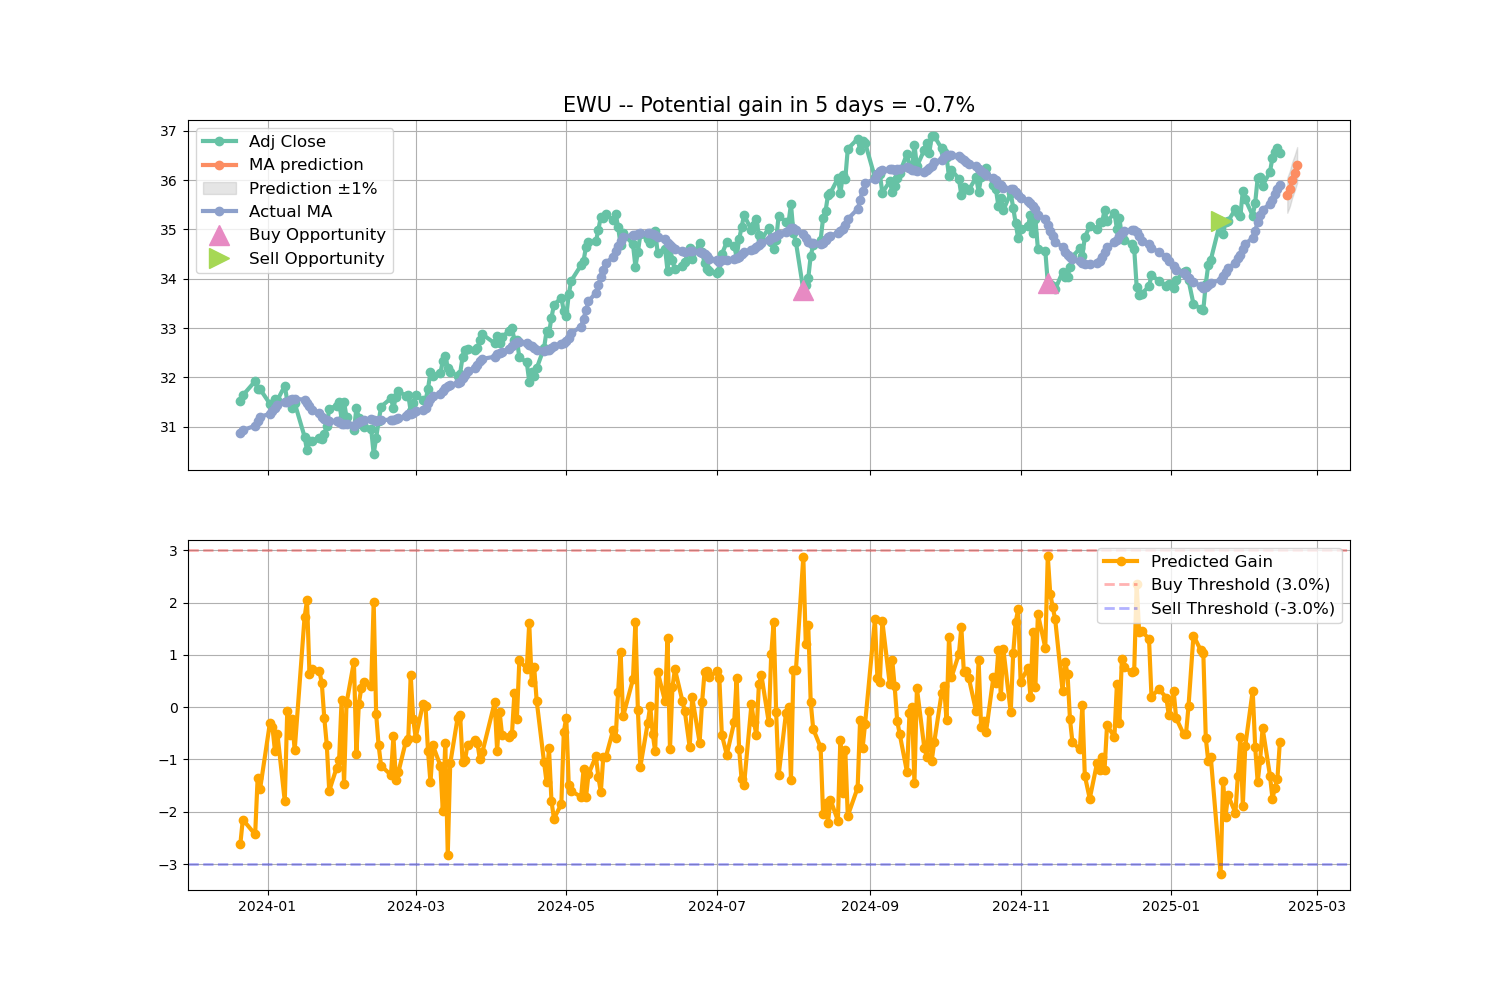 EWU -- Potential gain in 5 days = -0.7%
37
36
35
34
33
32
31
Adj Close
MA prediction
Prediction ±1%
Actual MA
Buy Opportunity
Sell Opportunity
3
2
1
0
−1
−2
−3
Predicted Gain
Buy Threshold (3.0%)
Sell Threshold (-3.0%)
2024-01
2024-03
2024-05
2024-07
2024-09
2024-11
2025-01
2025-03